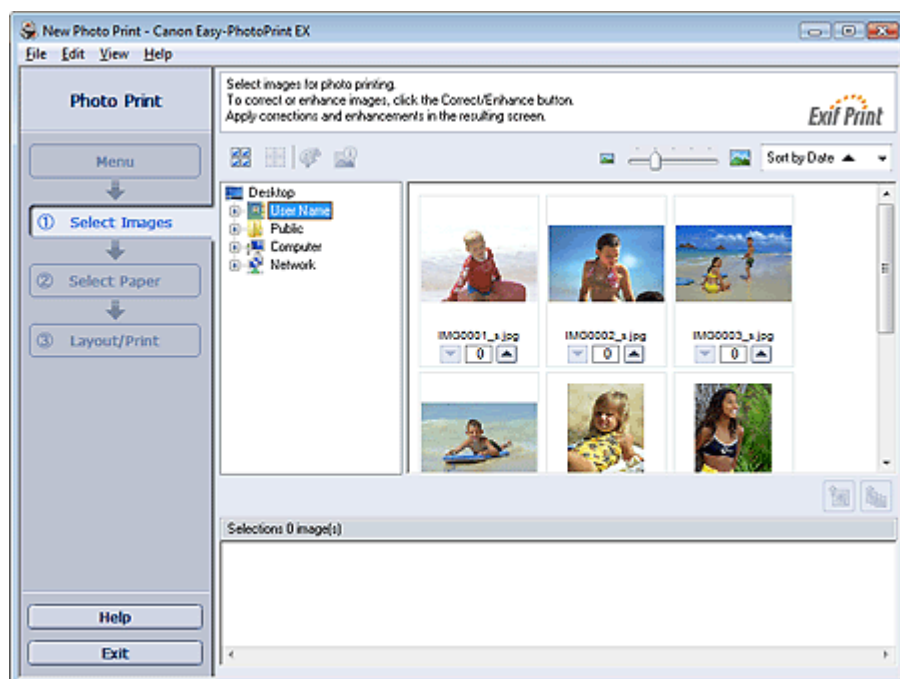 New Photo Print - Canon Easy-PhotoPrint EX
File Edit View Help
Photo Print
Select images for photo printing.
To correct or enhance images, click the Correct/Enhance button.
Apply corrections and enhancements in the resulting screen.
Exif Print
Menu
Sort by Date
① Select Images
② Select Paper
③ Layout/Print
Desktop
User Name
Public
Computer
Network
IMG0001_s.jpg
IMG0002_s.jpg
IMG0003_s.jpg
0
0
0
Selections 0 image(s)
Help
Exit